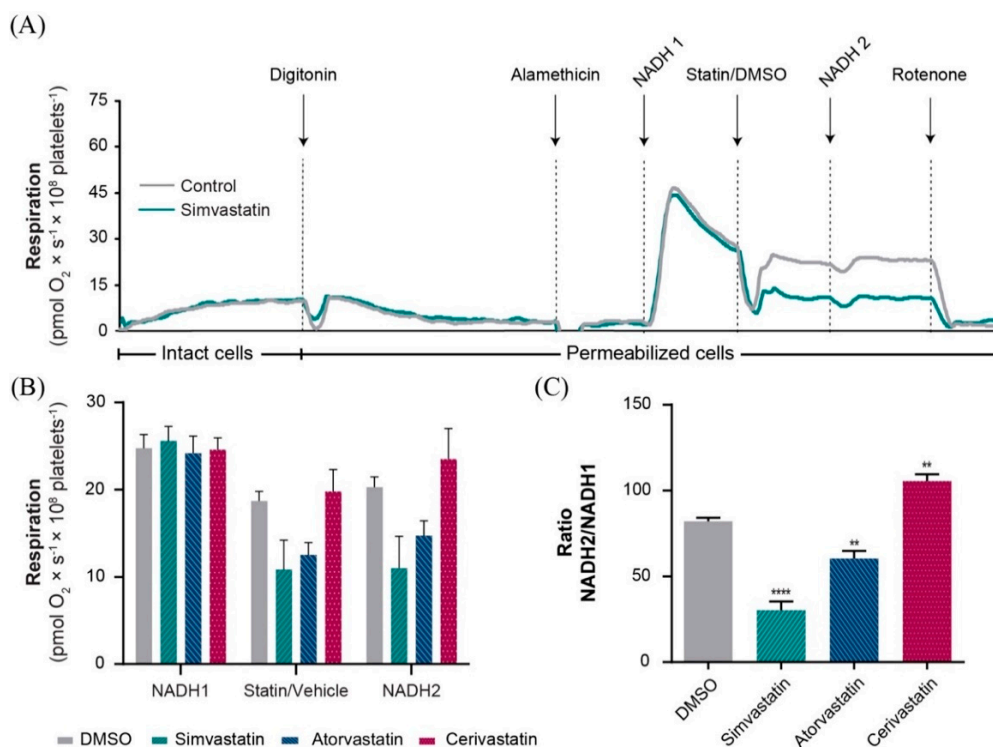 (A)
Digitonin
Alamethicin
NADH 1
Statin/DMSO
NADH 2
Rotenone
Respiration
(pmol O₂ × s⁻¹ × 10⁸ platelets⁻¹)
75
60
45
30
15
0
Control
Simvastatin
Intact cells
Permeabilized cells
(B)
Respiration
(pmol O₂ × s⁻¹ × 10⁸ platelets⁻¹)
30
20
10
0
NADH1 Statin/Vehicle NADH2
DMSO Simvastatin Atorvastatin Cerivastatin
(C)
Ratio
NADH2/NADH1
150
100
50
0
****
**
**
DMSO
Simvastatin
Atorvastatin
Cerivastatin